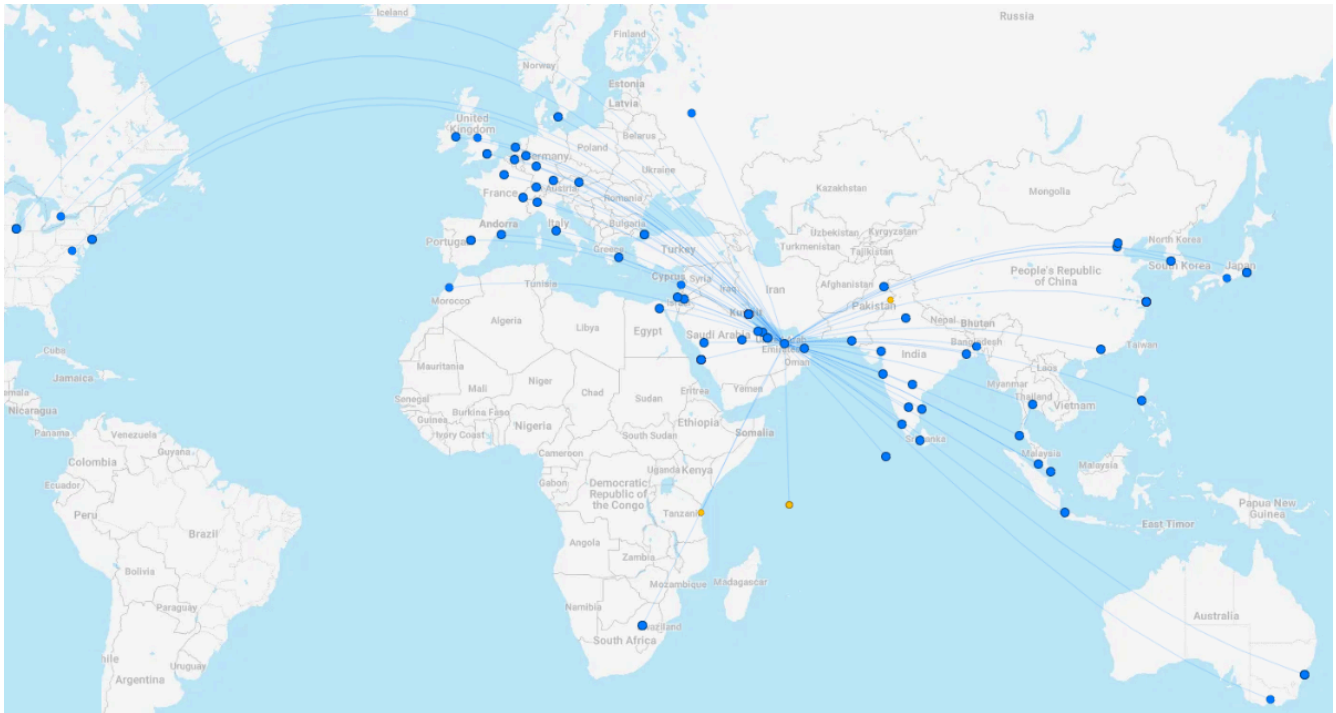 Iceland
Russia
Finland
Norway
Estonia
Latvia
United
Kingdom
Belarus
Poland
Germany
Ukraine
Kazakhstan
France
Austria
Mongolia
Romania
Andorra
Italy
Bulgaria
Uzbekistan
Kyrgyzstan
North Korea
Portugal
Turkey
Turkmenistan
Tajikistan
Greece
South Korea
Japan
People's Republic
of China
Cyprus
Syria
Tunisia
Iraq
Iran
Afghanistan
Morocco
Pakistan
Algeria
Libya
Egypt
Kuwait
Nepal
Bhutan
Saudi Arabia
Bangladesh
Taiwan
Cuba
Oman
India
Mauritania
Laos
Jamaica
Mali
Niger
Myanmar
Chad
Sudan
Eritrea
Yemen
Thailand
Vietnam
Senegal
Nicaragua
Burkina Faso
Guinea
Nigeria
Ethiopia
Panama
Venezuela
Ivory Coast
South Sudan
Somalia
Sri Lanka
Guyana
Cameroon
Malaysia
Malaysia
Colombia
Uganda
Kenya
Ecuador
Gabon
Democratic
Republic of
the Congo
Peru
Tanzania
Papua New
Guinea
East Timor
Brazil
Angola
Zambia
Bolivia
Mozambique
Madagascar
Paraguay
Namibia
Australia
South Africa
Uruguay
Argentina